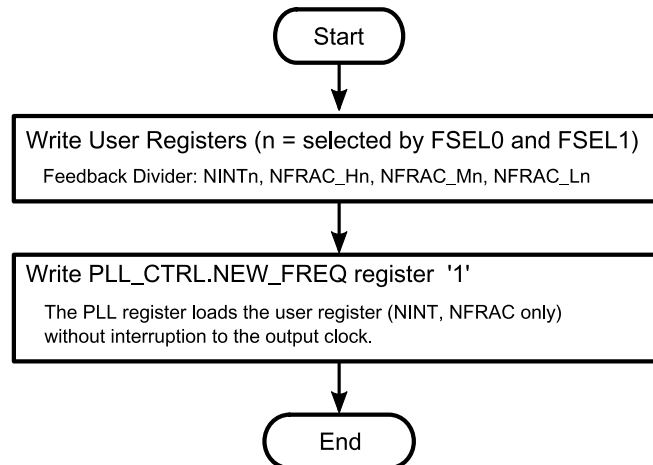 Start
Write User Registers (n = selected by FSEL0 and FSEL1)
Feedback Divider: NINTn, NFRAC_Hn, NFRAC_Mn, NFRAC_Ln
Write PLL_CTRL.NEW_FREQ register '1'
The PLL register loads the user register (NINT, NFRAC only)
without interruption to the output clock.
End